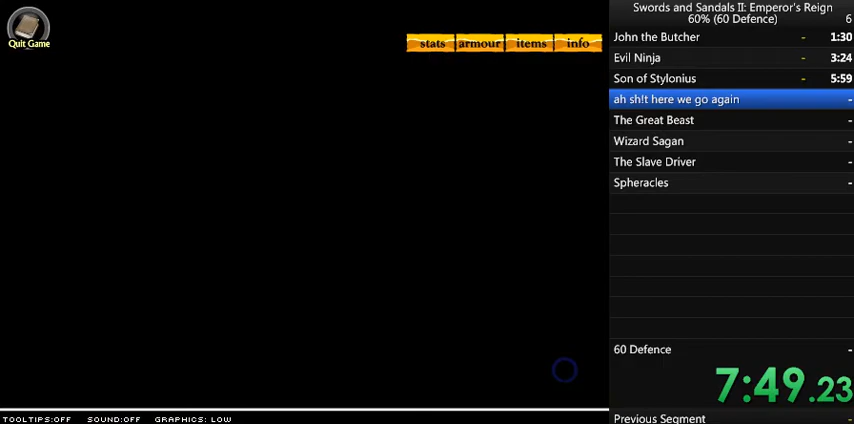 Quit Game
stats armour items info
TOOLTIPS:OFF SOUND:OFF GRAPHICS: LOW
Swords and Sandals II: Emperor's Reign
60% (60 Defence) 6
John the Butcher - 1:30
Evil Ninja - 3:24
Son of Stylonius - 5:59
ah sh!t here we go again -
The Great Beast -
Wizard Sagan -
The Slave Driver -
Spheracles -
60 Defence -
7:49.23
Previous Segment -